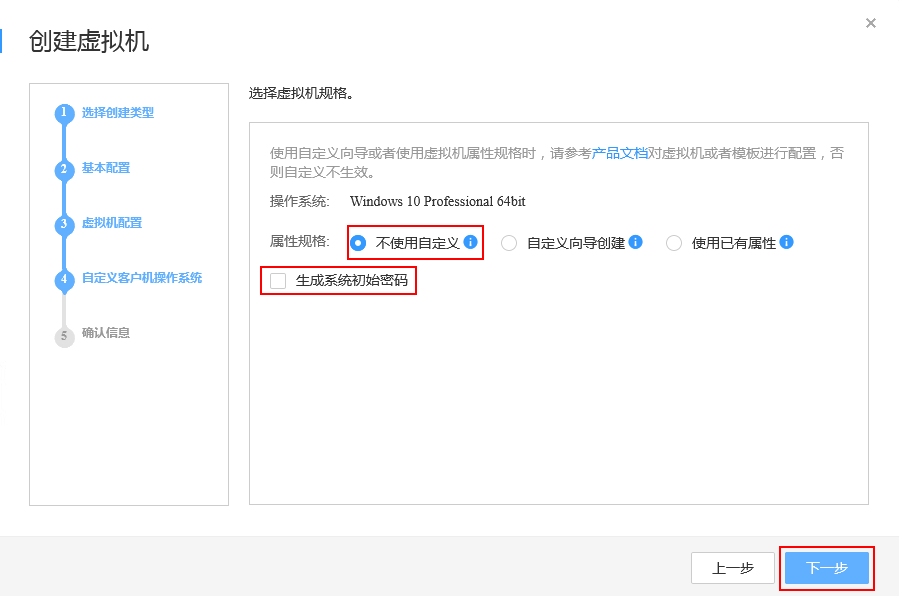 创建虚拟机
×
1 选择创建类型
2 基本配置
3 虚拟机配置
4 自定义客户机操作系统
5 确认信息
选择虚拟机规格。
使用自定义向导或者使用虚拟机属性规格时，请参考产品文档对虚拟机或者模板进行配置，否
则自定义不生效。
操作系统: Windows 10 Professional 64bit
属性规格: 不使用自定义 i 自定义向导创建 i 使用已有属性 i
生成系统初始密码
上一步 下一步